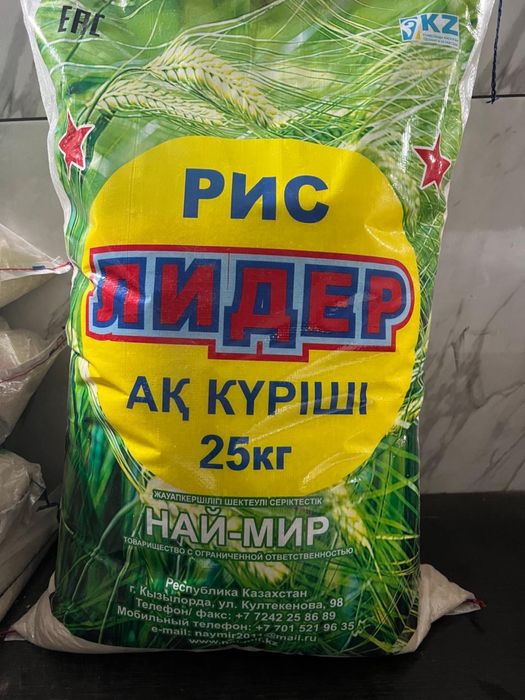 EAC
KZ
РИС
ЛИДЕР
АҚ КҮРІШІ
25кг
ЖАУАПКЕРШІЛІГІ ШЕКТЕУЛІ СЕРІКТЕСТІК
НАЙ-МИР
ТОВАРИЩЕСТВО С ОГРАНИЧЕННОЙ ОТВЕТСТВЕННОСТЬЮ
Республика Казахстан
г. Кызылорда, ул. Култекенова, 98
Телефон/ факс: +7 7242 25 86 89
Мобильный телефон: +7 701 521 96 35
e-mail: naymir2011@mail.ru